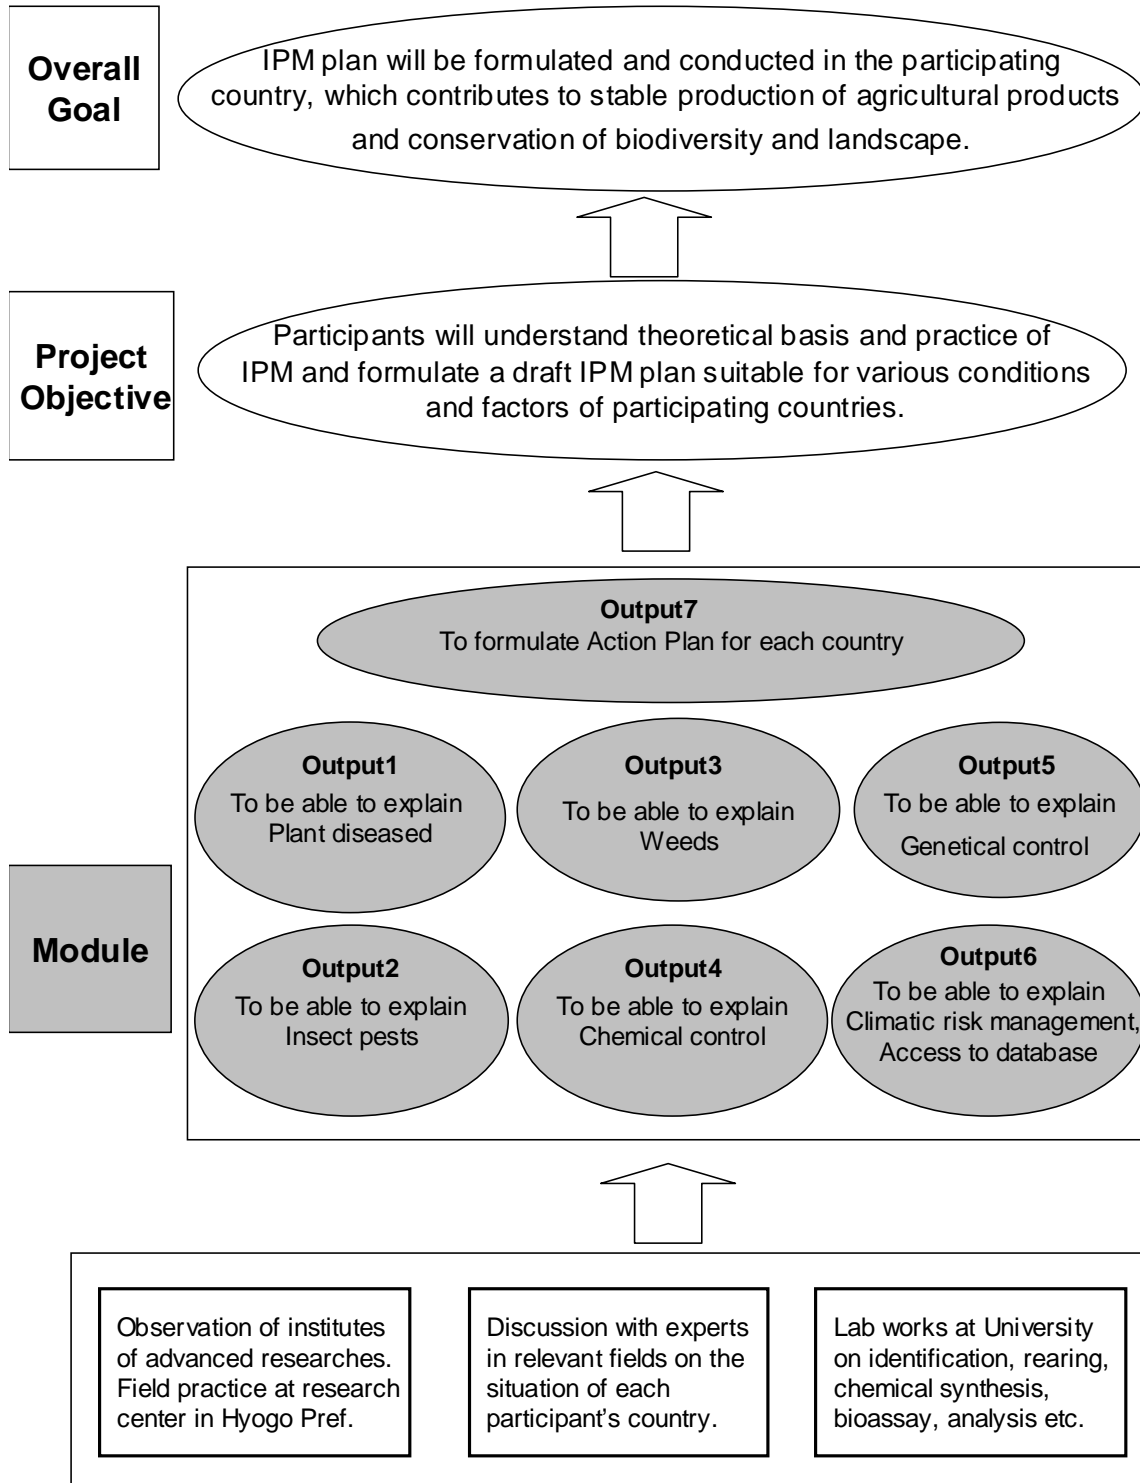 Overall
Goal
IPM plan will be formulated and conducted in the participating
country, which contributes to stable production of agricultural products
and conservation of biodiversity and landscape.
Project
Objective
Participants will understand theoretical basis and practice of
IPM and formulate a draft IPM plan suitable for various conditions
and factors of participating countries.
Module
Output7
To formulate Action Plan for each country
Output1
To be able to explain
Plant diseased
Output3
To be able to explain
Weeds
Output5
To be able to explain
Genetical control
Output2
To be able to explain
Insect pests
Output4
To be able to explain
Chemical control
Output6
To be able to explain
Climatic risk management,
Access to database
Observation of institutes
of advanced researches.
Field practice at research
center in Hyogo Pref.
Discussion with experts
in relevant fields on the
situation of each
participant's country.
Lab works at University
on identification, rearing,
chemical synthesis,
bioassay, analysis etc.